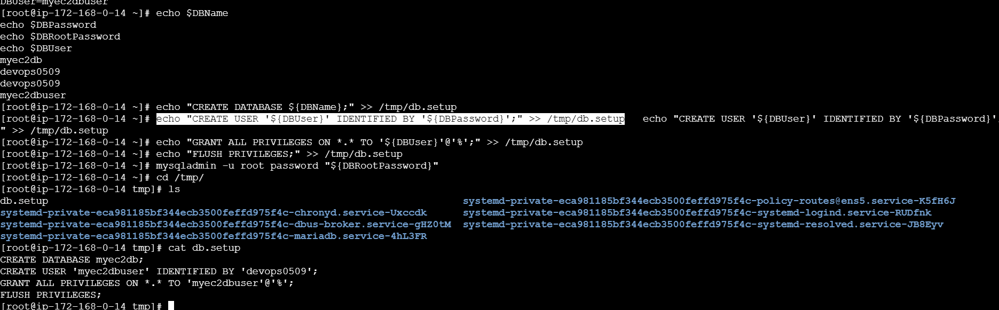 DBUser=myec2dbuser
[root@ip-172-168-0-14 ~]# echo $DBName
echo $DBPassword
echo $DBRootPassword
echo $DBUser
myec2db
devops0509
devops0509
myec2dbuser
[root@ip-172-168-0-14 ~]# echo "CREATE DATABASE ${DBName};" >> /tmp/db.setup
[root@ip-172-168-0-14 ~]# echo "CREATE USER '${DBUser}' IDENTIFIED BY '${DBPassword}';" >> /tmp/db.setup   echo "CREATE USER '${DBUser}' IDENTIFIED BY '${DBPassword}';
" >> /tmp/db.setup
[root@ip-172-168-0-14 ~]# echo "GRANT ALL PRIVILEGES ON *.* TO '${DBUser}'@'%';" >> /tmp/db.setup
[root@ip-172-168-0-14 ~]# echo "FLUSH PRIVILEGES;" >> /tmp/db.setup
[root@ip-172-168-0-14 ~]# mysqladmin -u root password "${DBRootPassword}"
[root@ip-172-168-0-14 ~]# cd /tmp/
[root@ip-172-168-0-14 tmp]# ls
db.setup systemd-private-eca981185bf344ecb3500feffd975f4c-policy-routes@ens5.service-K5fH6J
systemd-private-eca981185bf344ecb3500feffd975f4c-chronyd.service-Uxccdk systemd-private-eca981185bf344ecb3500feffd975f4c-systemd-logind.service-RUDfnk
systemd-private-eca981185bf344ecb3500feffd975f4c-dbus-broker.service-gHZ0tM systemd-private-eca981185bf344ecb3500feffd975f4c-systemd-resolved.service-JB8Eyv
systemd-private-eca981185bf344ecb3500feffd975f4c-mariadb.service-4hL3FR
[root@ip-172-168-0-14 tmp]# cat db.setup
CREATE DATABASE myec2db;
CREATE USER 'myec2dbuser' IDENTIFIED BY 'devops0509';
GRANT ALL PRIVILEGES ON *.* TO 'myec2dbuser'@'%';
FLUSH PRIVILEGES;
[root@ip-172-168-0-14 tmp]#